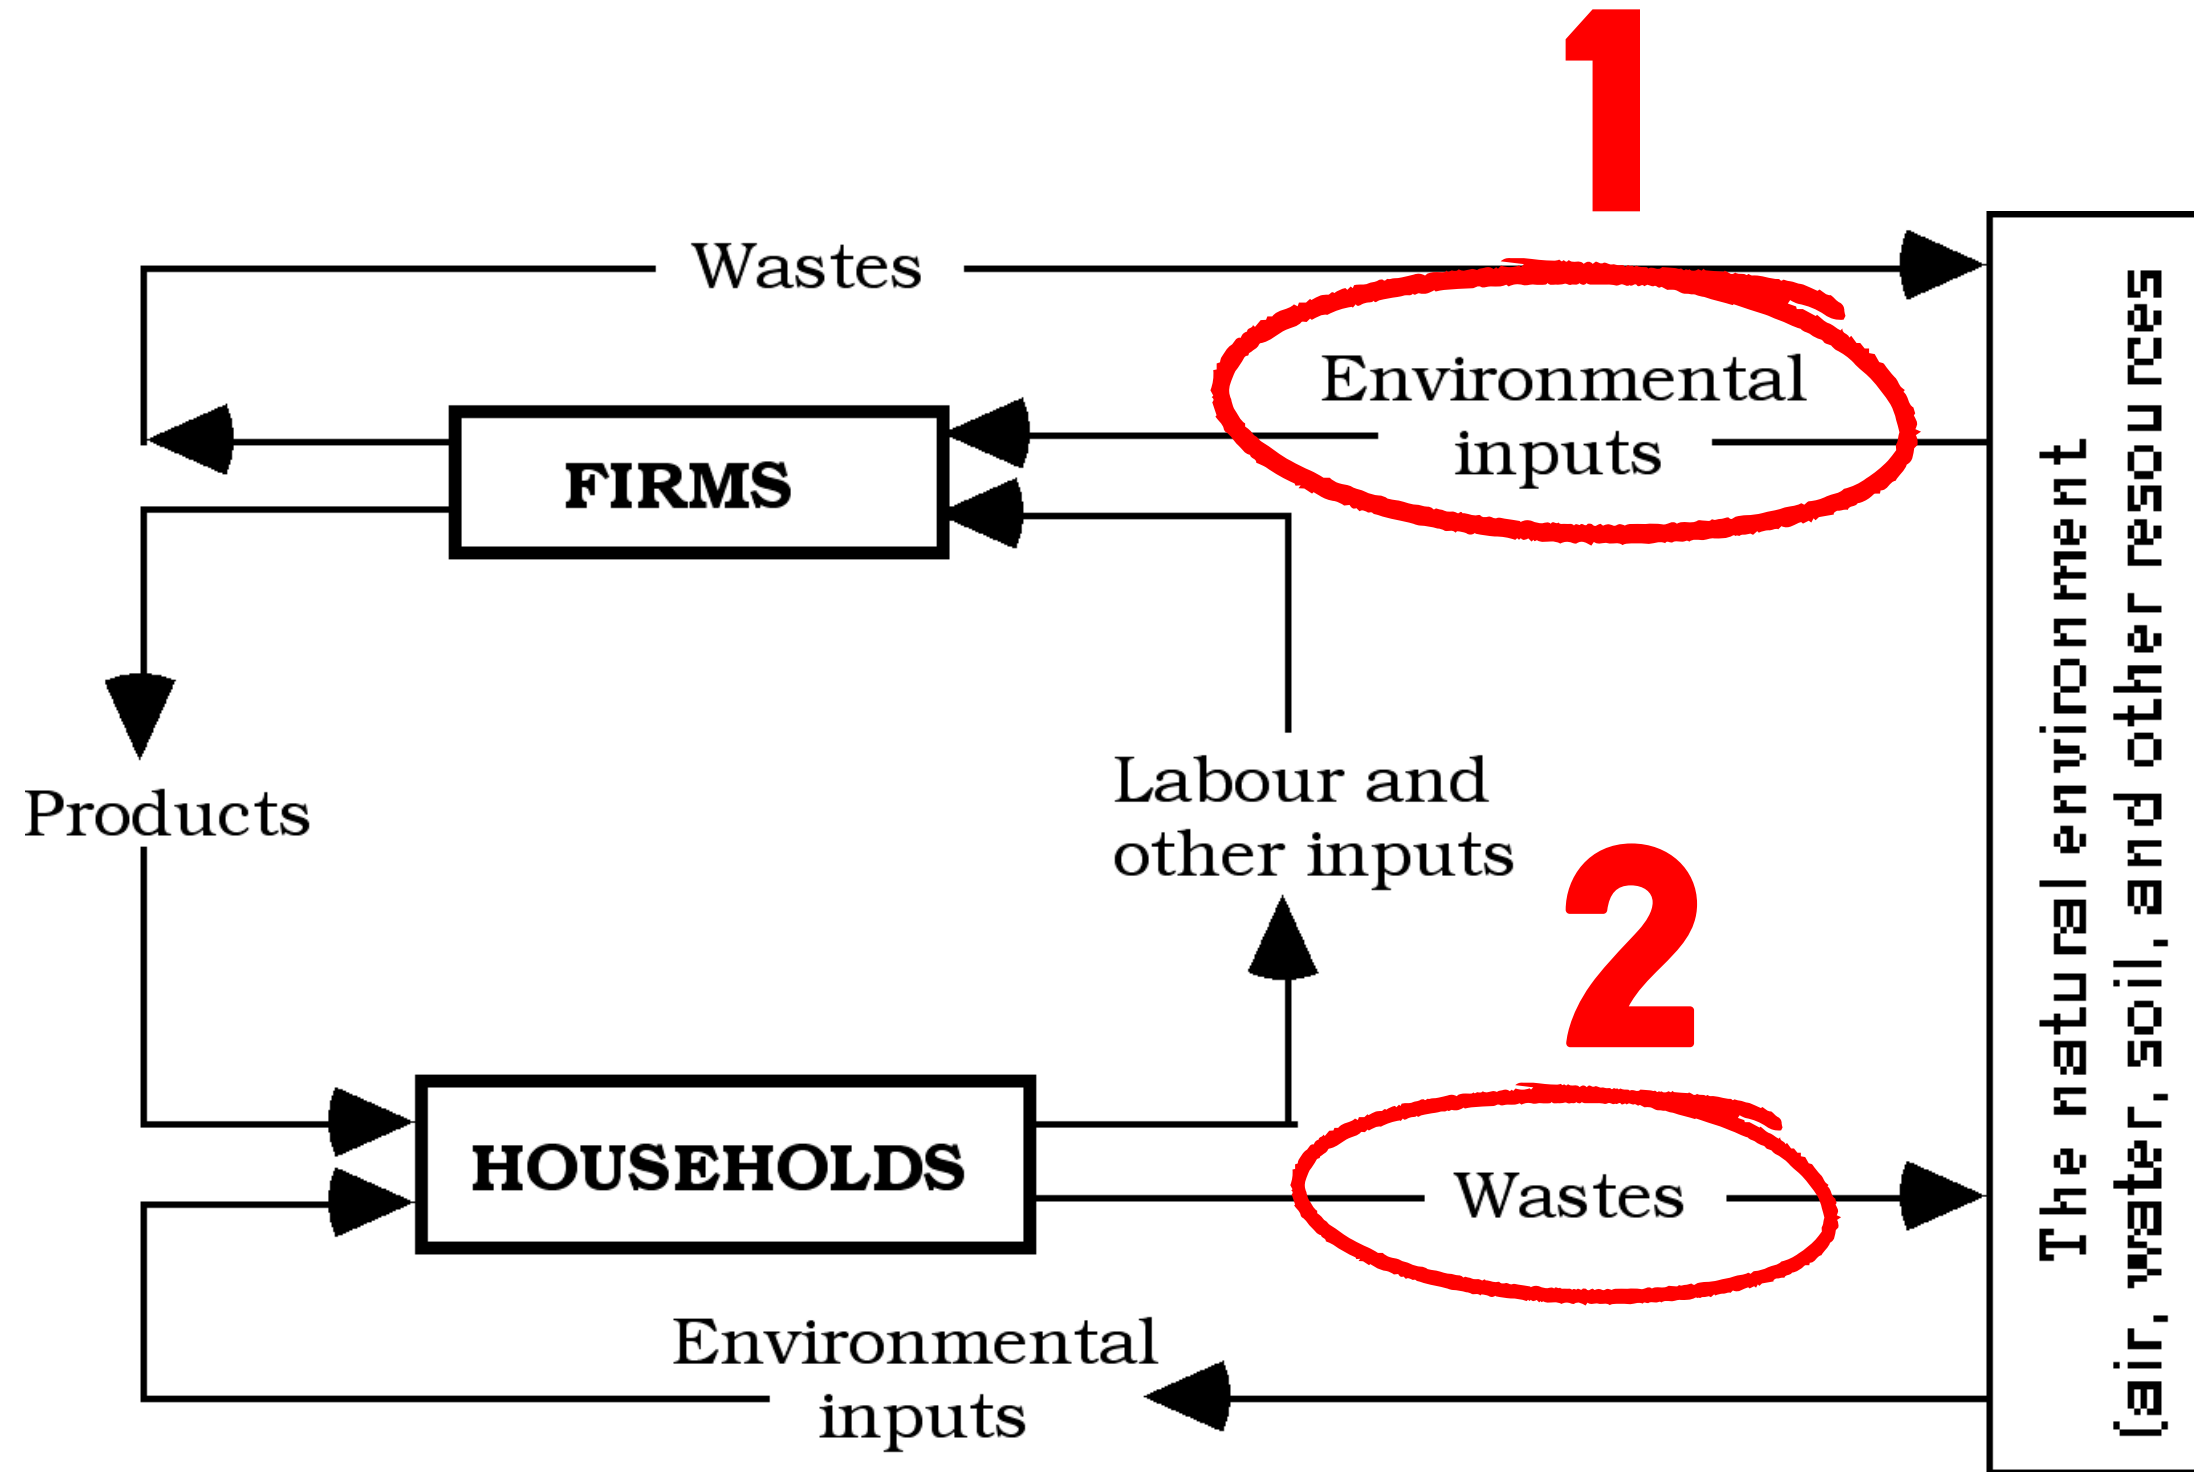 1
Wastes
Environmental
inputs
FIRMS
Labour and
other inputs
Products
2
HOUSEHOLDS
Wastes
Environmental
inputs
The natural environment
(air, water, soil, and other resources